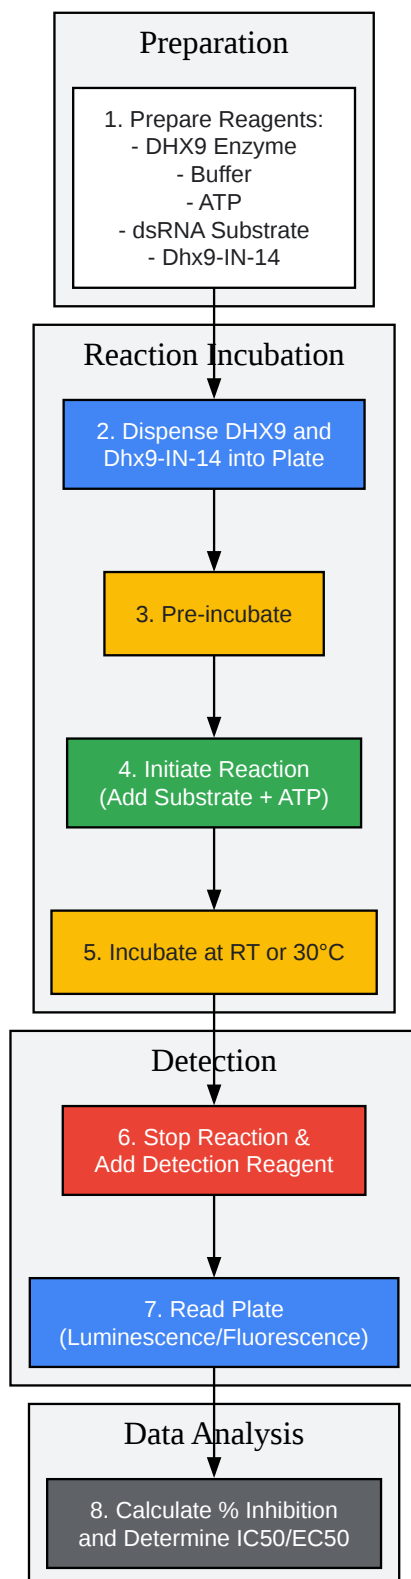 Preparation
1. Prepare Reagents:
- DHX9 Enzyme
- Buffer
- ATP
- dsRNA Substrate
- Dhx9-IN-14
Reaction Incubation
2. Dispense DHX9 and
Dhx9-IN-14 into Plate
3. Pre-incubate
4. Initiate Reaction
(Add Substrate + ATP)
5. Incubate at RT or 30°C
Detection
6. Stop Reaction &
Add Detection Reagent
7. Read Plate
(Luminescence/Fluorescence)
Data Analysis
8. Calculate % Inhibition
and Determine IC50/EC50